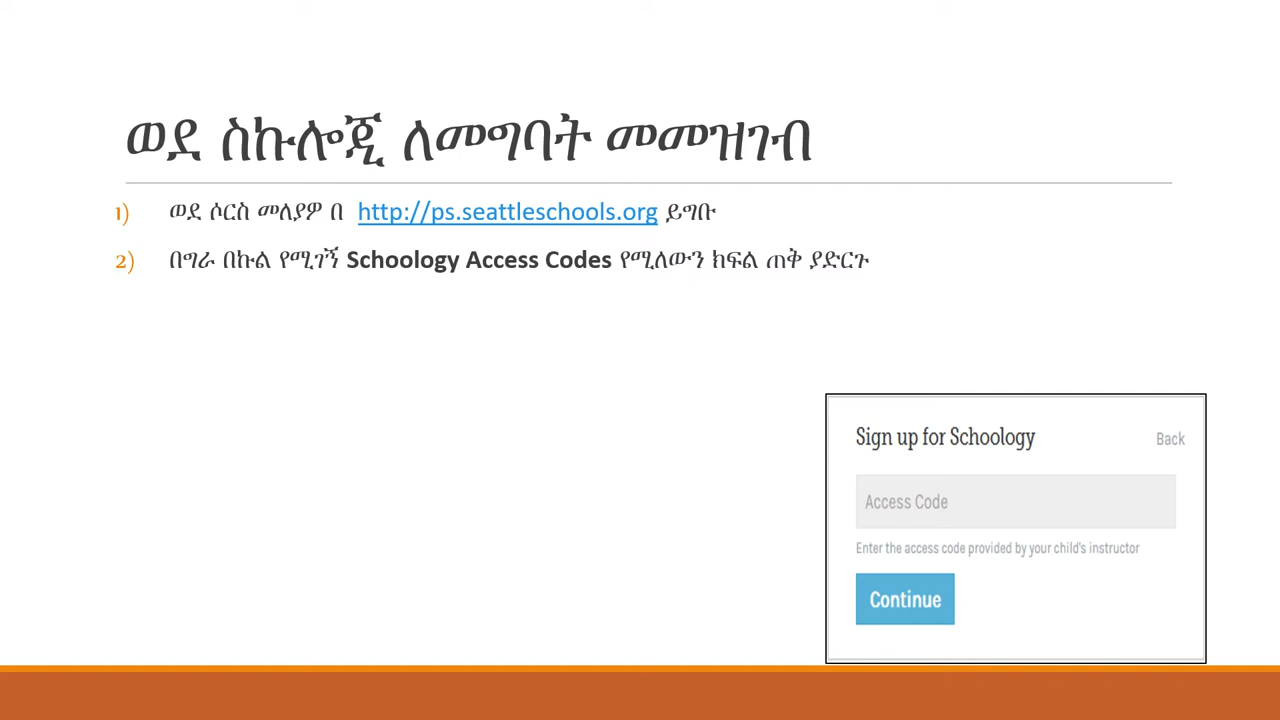 ወደ ስኩሎጂ ለመግባት መመዝገብ
1) ወደ ሶርስ መለያዎ በ http://ps.seattleschools.org ይግቡ
2) በግራ በኩል የሚገኝ Schoology Access Codes የሚለውን ክፍል ጠቅ ያድርጉ
Sign up for Schoology Back
Access Code
Enter the access code provided by your child's instructor
Continue